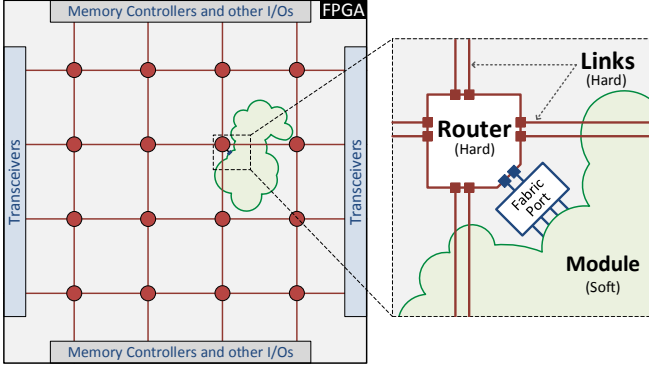 Memory Controllers and other I/Os
FPGA
Transceivers
Transceivers
Memory Controllers and other I/Os
Links
(Hard)
Router
(Hard)
Fabric
Port
Module
(Soft)